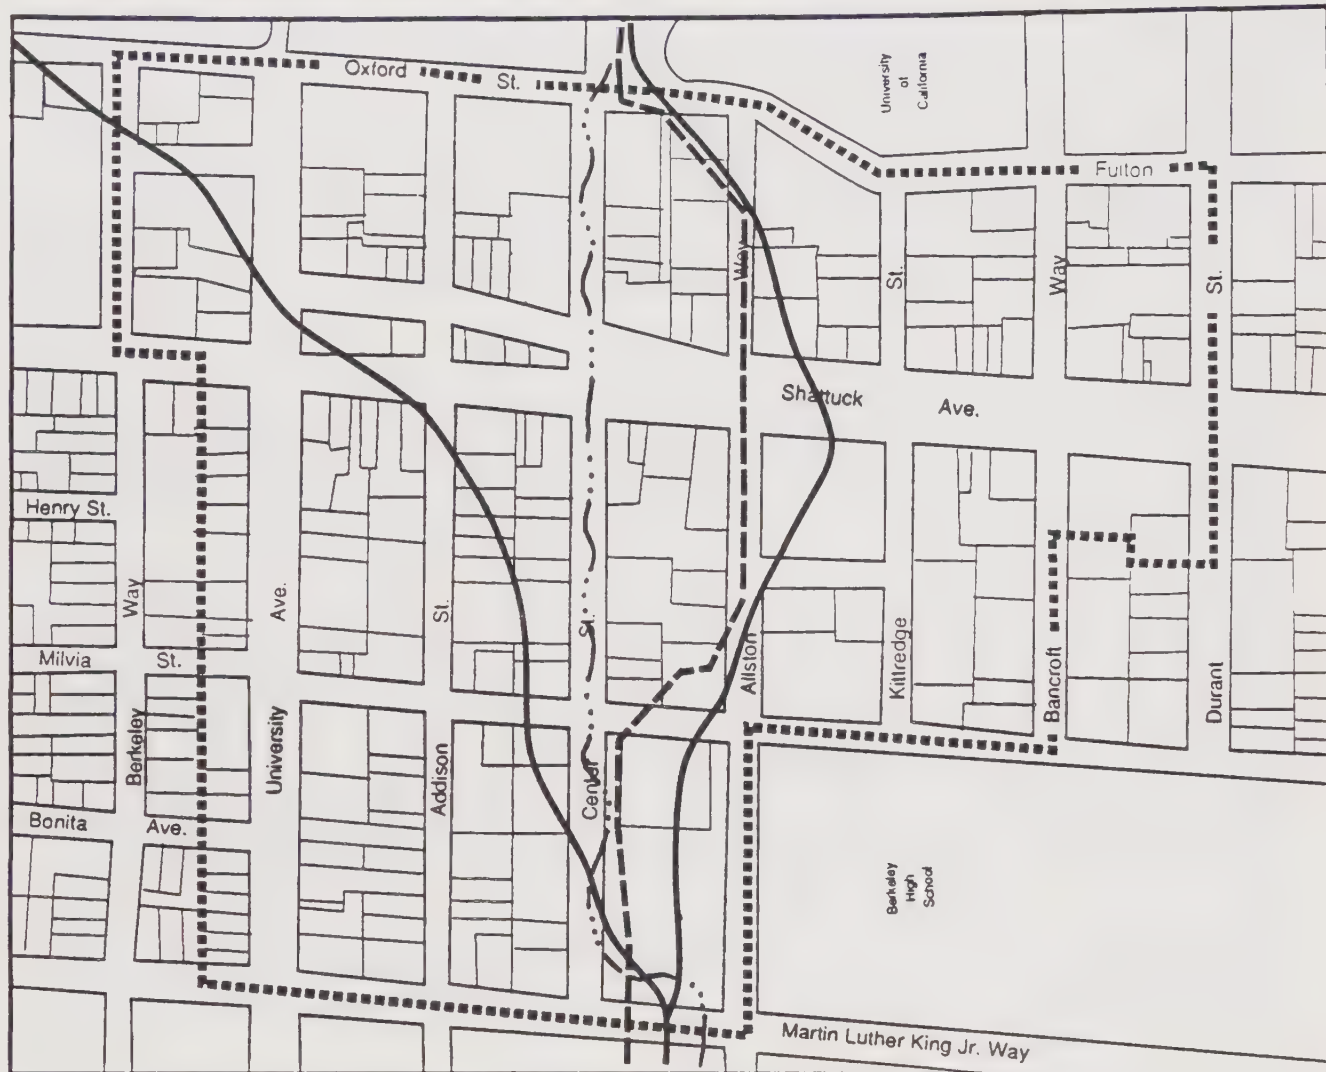 University
of
California
Oxford St.
Fulton
Way
St.
Way
St.
Shattuck Ave.
Henry St.
Way
Ave.
St.
St.
Milvia St.
Allston
Kittredge
Bancroft
Durant
Berkeley
University
Addison
Center
Bonita Ave.
Berkeley
High
School
Martin Luther King Jr. Way